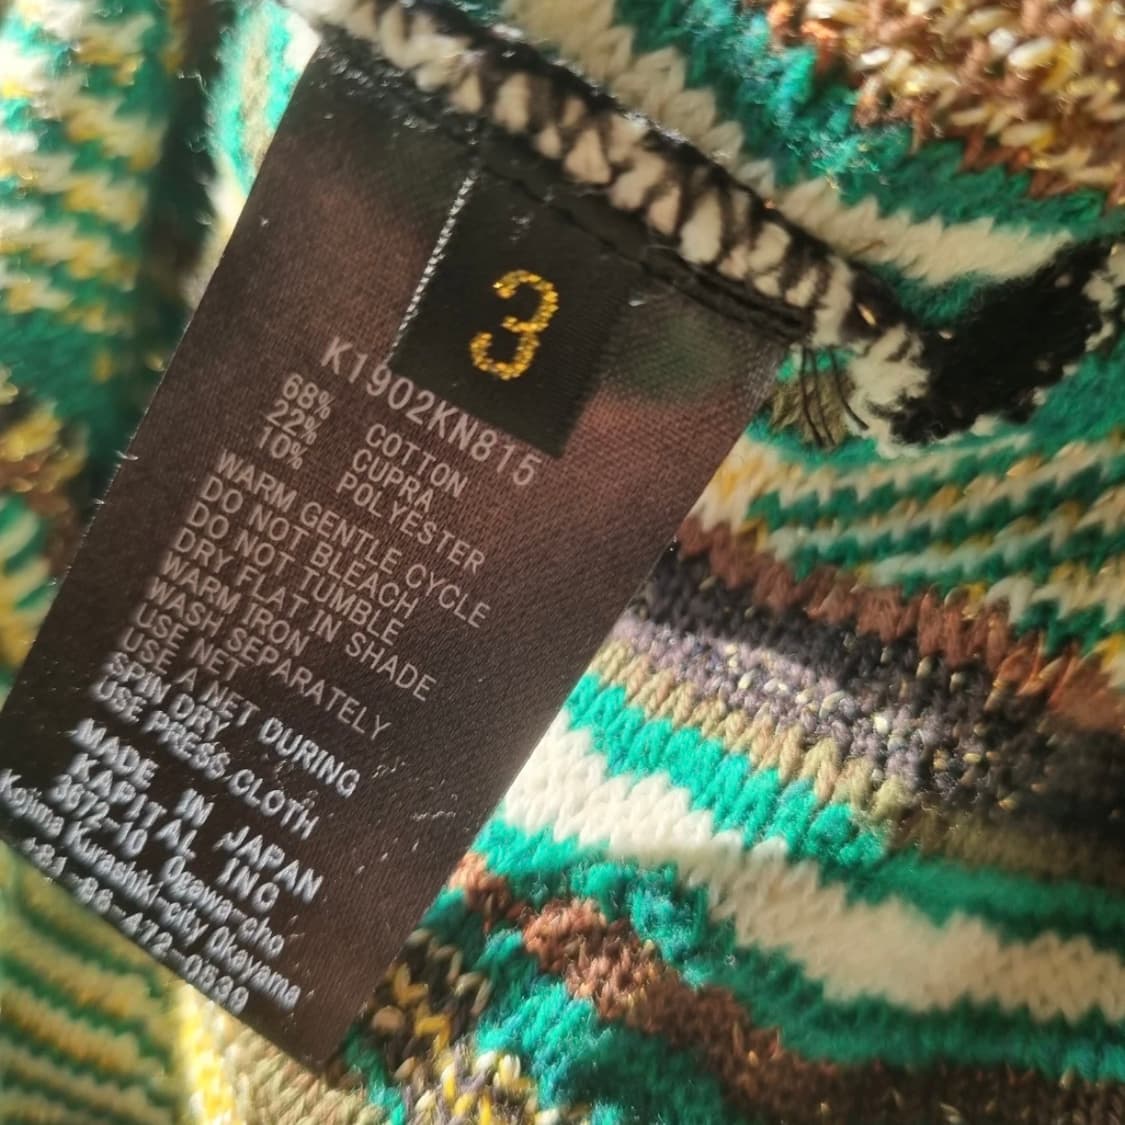 3
K1902KN815
68% COTTON
22% CUPRA
10% POLYESTER
WARM GENTLE CYCLE
DO NOT BLEACH
DO NOT TUMBLE
DRY FLAT IN SHADE
WARM IRON
WASH SEPARATELY
USE NET
USE A NET DURING
SPIN DRY
USE PRESS CLOTH
MADE IN JAPAN
KAPITAL INC
3672-10 Ogawa-cho
Kojima Kurashiki-city Okayama
+81-86-472-0539